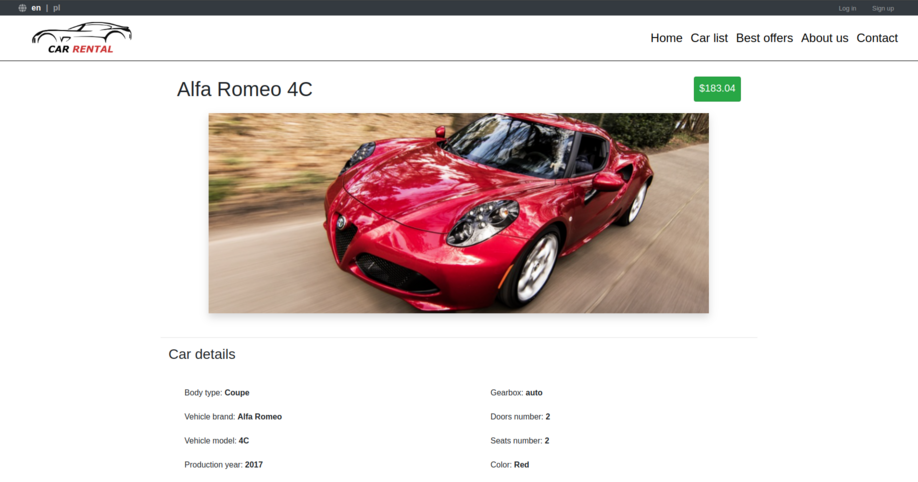 en | pl
Log in
Sign up
CAR RENTAL
Home
Car list
Best offers
About us
Contact
Alfa Romeo 4C
$183.04
Car details
Body type: Coupe
Gearbox: auto
Vehicle brand: Alfa Romeo
Doors number: 2
Vehicle model: 4C
Seats number: 2
Production year: 2017
Color: Red